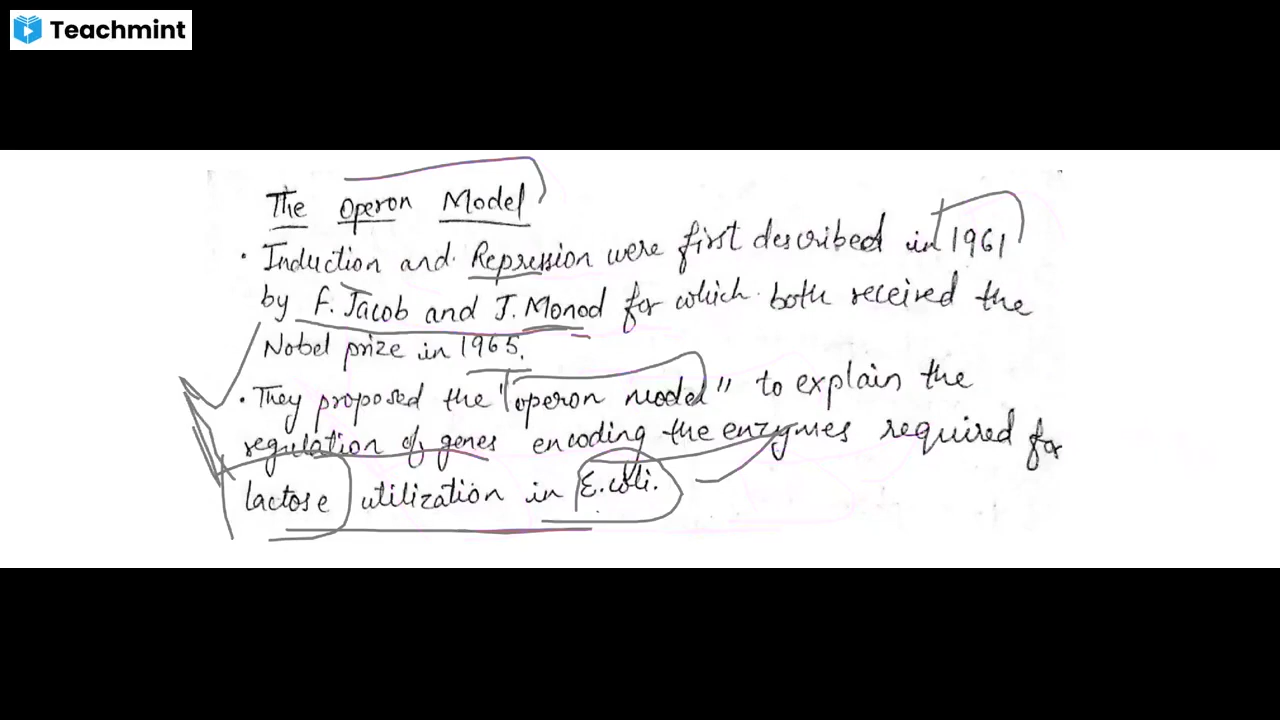 Teachmint
The Operon Model
• Induction and Repression were first described in 1961
by F. Jacob and J. Monod for which both received the
Nobel prize in 1965.
• They proposed the "operon model" to explain the
regulation of genes encoding the enzymes required for
lactose utilization in E.coli.